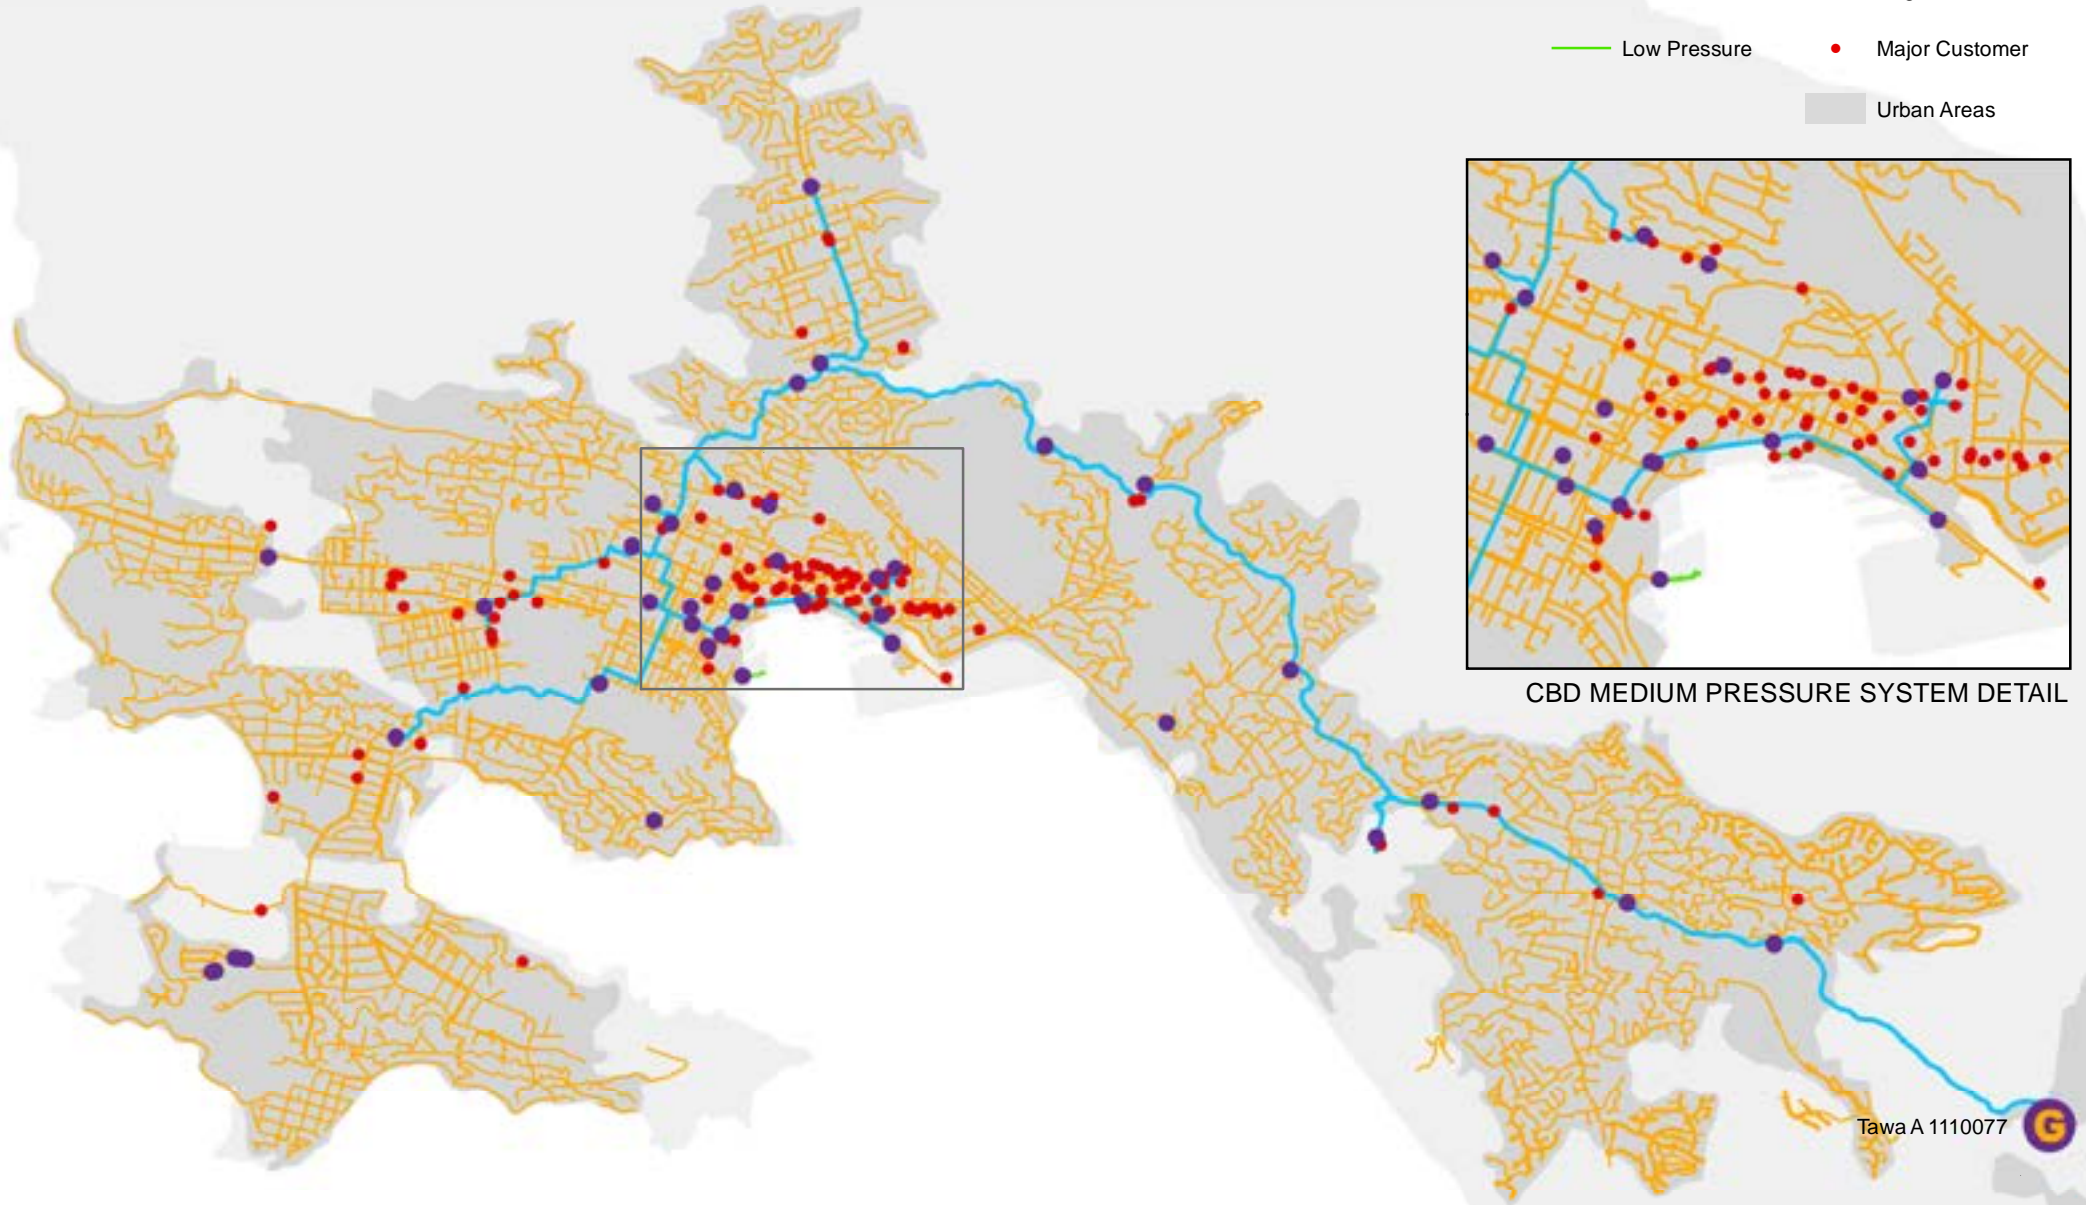 Low Pressure
Major Customer
Urban Areas
CBD MEDIUM PRESSURE SYSTEM DETAIL
Tawa A 1110077
G